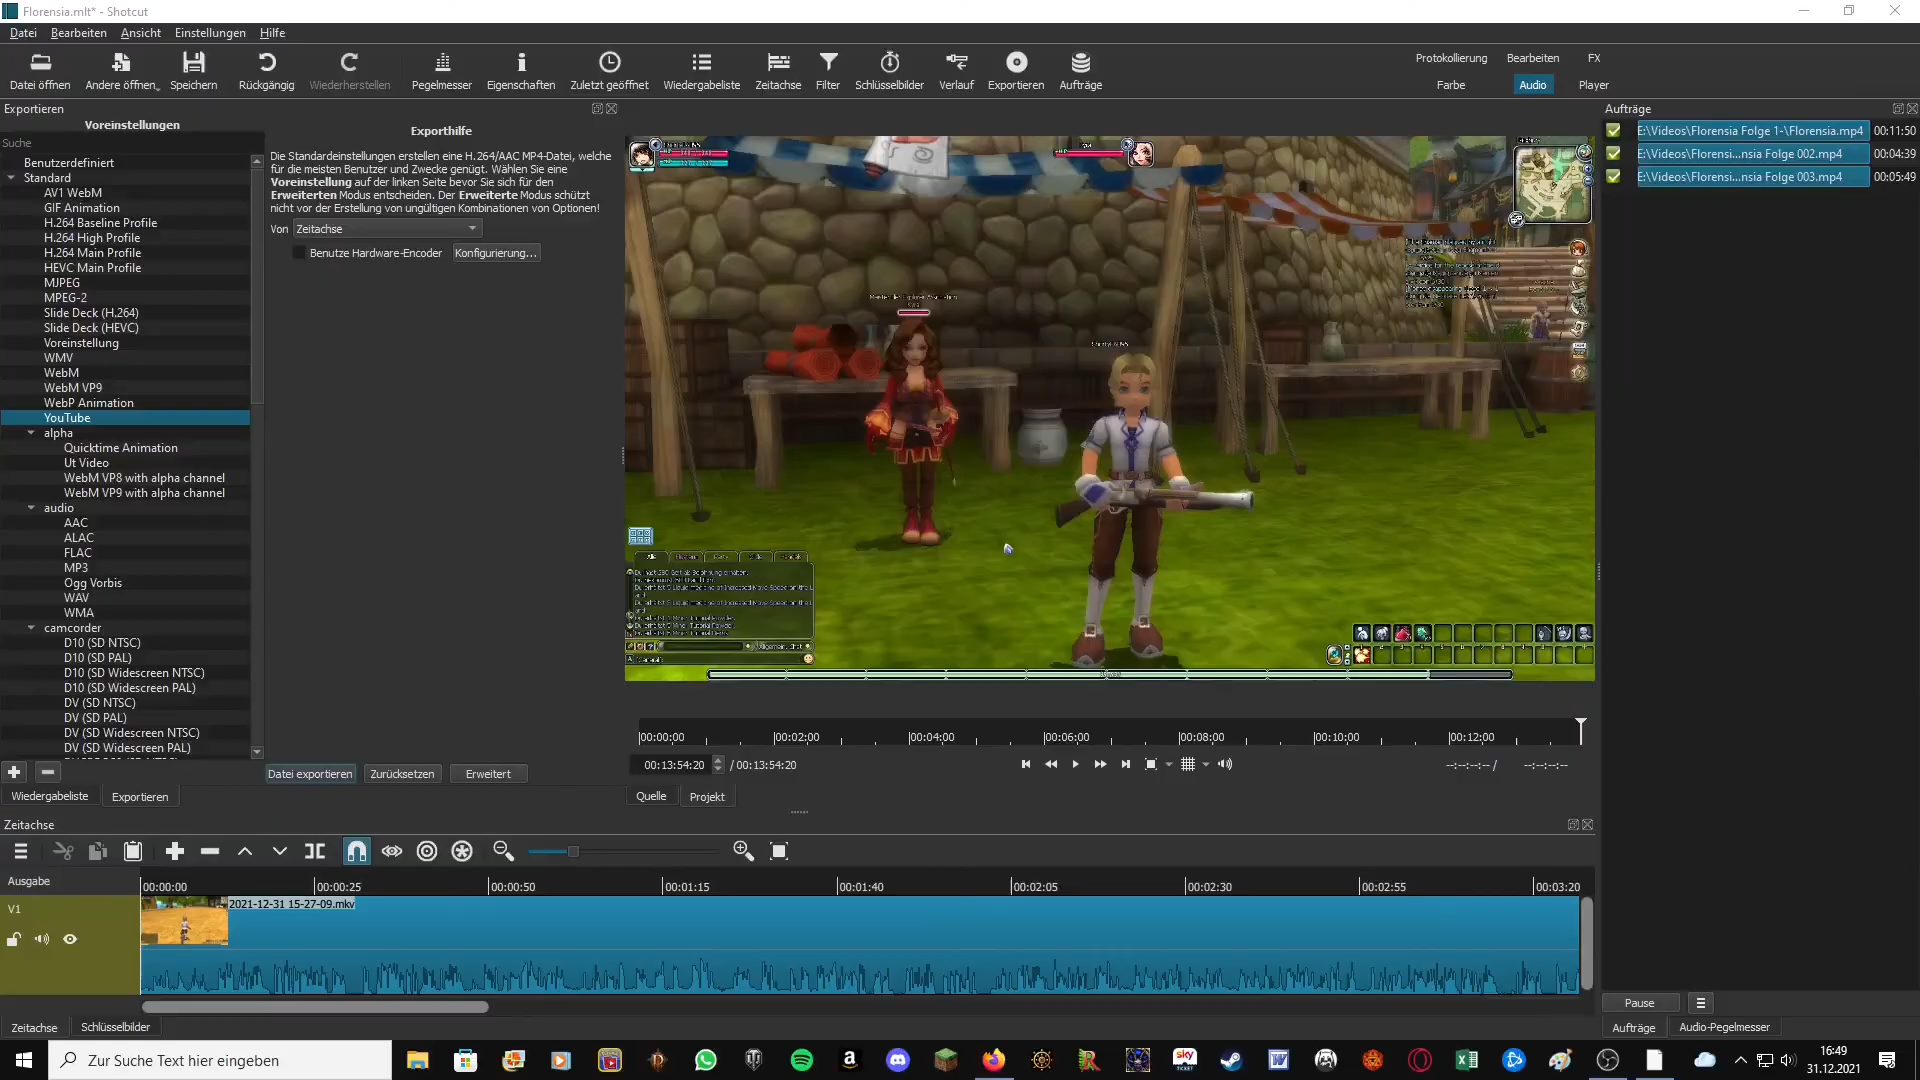 Florensia.mlt* - Shotcut
Datei Bearbeiten Ansicht Einstellungen Hilfe
Datei öffnen Andere öffnen Speichern Rückgängig Wiederherstellen Pegelmesser Eigenschaften Zuletzt geöffnet Wiedergabeliste Zeitachse Filter Schlüsselbilder Verlauf Exportieren Aufträge
Protokollierung Bearbeiten FX
Farbe Audio Player
Exportieren
Voreinstellungen
Suche
Benutzerdefiniert
Standard
AV1 WebM
GIF Animation
H.264 Baseline Profile
H.264 High Profile
H.264 Main Profile
HEVC Main Profile
MJPEG
MPEG-2
Slide Deck (H.264)
Slide Deck (HEVC)
Voreinstellung
WMV
WebM
WebM VP9
WebP Animation
YouTube
alpha
Quicktime Animation
Ut Video
WebM VP8 with alpha channel
WebM VP9 with alpha channel
audio
AAC
ALAC
FLAC
MP3
Ogg Vorbis
WAV
WMA
camcorder
D10 (SD NTSC)
D10 (SD PAL)
D10 (SD Widescreen NTSC)
D10 (SD Widescreen PAL)
DV (SD NTSC)
DV (SD PAL)
DV (SD Widescreen NTSC)
DV (SD Widescreen PAL)
Exporthilfe
Die Standardeinstellungen erstellen eine H.264/AAC MP4-Datei, welche
für die meisten Benutzer und Zwecke genügt. Wählen Sie eine
Voreinstellung auf der linken Seite bevor Sie sich für den
Erweiterten Modus entscheiden. Der Erweiterte Modus schützt
nicht vor der Erstellung von ungültigen Kombinationen von Optionen!
Von Zeitachse
Benutze Hardware-Encoder Konfigurierung...
Datei exportieren Zurücksetzen Erweitert
Wiedergabeliste Exportieren
00:00:00 00:02:00 00:04:00 00:06:00 00:08:00 00:10:00 00:12:00
00:13:54:20 / 00:13:54:20 --:--:--:-- / --:--:--:--
Quelle Projekt
Aufträge
E:\Videos\Florensia Folge 1-\Florensia.mp4 00:11:50
E:\Videos\Florensi...nsia Folge 002.mp4 00:04:39
E:\Videos\Florensi...nsia Folge 003.mp4 00:05:49
Pause
Aufträge Audio-Pegelmesser
Zeitachse
Ausgabe
00:00:00 00:00:25 00:00:50 00:01:15 00:01:40 00:02:05 00:02:30 00:02:55 00:03:20
V1
2021-12-31 15-27-09.mkv
Zeitachse Schlüsselbilder
Zur Suche Text hier eingeben
sky
TICKET
16:49
31.12.2021